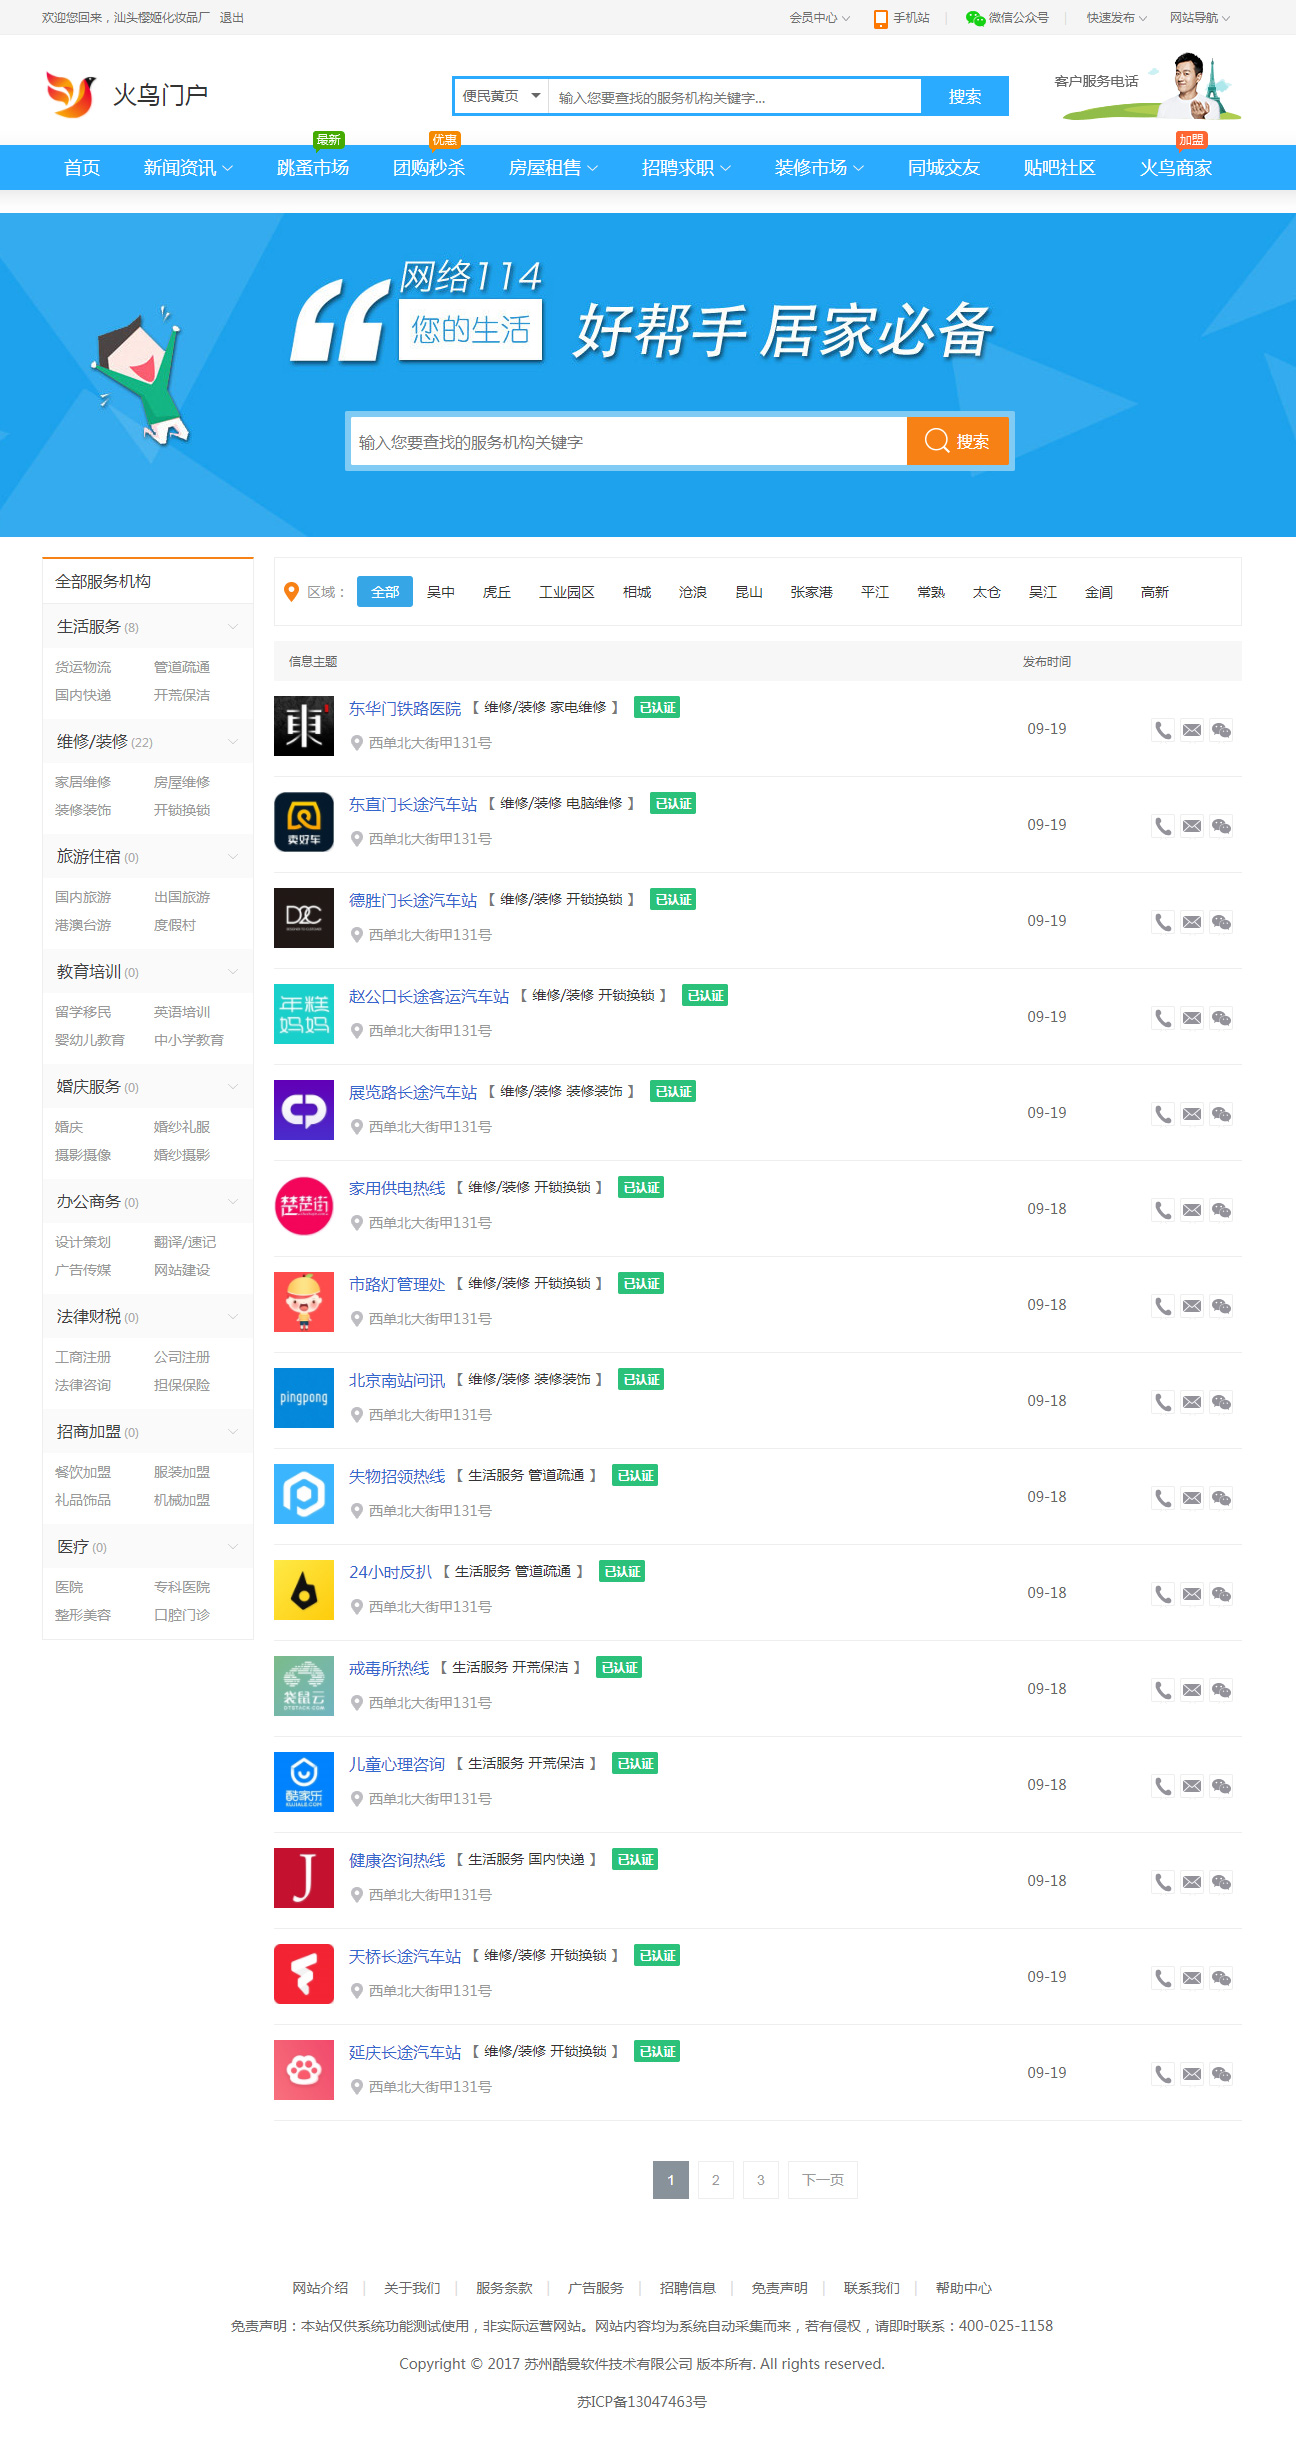 欢迎您回来，汕头樱姬化妆品厂 退出
会员中心 手机站 微信公众号 快速发布 网站导航
火鸟门户
便民黄页 输入您要查找的服务机构关键字... 搜索
客户服务电话
最新 优惠 加盟
首页 新闻资讯 跳蚤市场 团购秒杀 房屋租售 招聘求职 装修市场 同城交友 贴吧社区 火鸟商家
网络114
您的生活
好帮手 居家必备
输入您要查找的服务机构关键字 搜索
全部服务机构
生活服务 (8)
货运物流 管道疏通
国内快递 开荒保洁
维修/装修 (22)
家居维修 房屋维修
装修装饰 开锁换锁
旅游住宿 (0)
国内旅游 出国旅游
港澳台游 度假村
教育培训 (0)
留学移民 英语培训
婴幼儿教育 中小学教育
婚庆服务 (0)
婚庆 婚纱礼服
摄影摄像 婚纱摄影
办公商务 (0)
设计策划 翻译/速记
广告传媒 网站建设
法律财税 (0)
工商注册 公司注册
法律咨询 担保保险
招商加盟 (0)
餐饮加盟 服装加盟
礼品饰品 机械加盟
医疗 (0)
医院 专科医院
整形美容 口腔门诊
区域： 全部 吴中 虎丘 工业园区 相城 沧浪 昆山 张家港 平江 常熟 太仓 吴江 金阊 高新
信息主题 发布时间
東
东华门铁路医院 【 维修/装修 家电维修 】 已认证
西单北大街甲131号
09-19
卖好车
东直门长途汽车站 【 维修/装修 电脑维修 】 已认证
西单北大街甲131号
09-19
D2C
德胜门长途汽车站 【 维修/装修 开锁换锁 】 已认证
西单北大街甲131号
09-19
年糕
妈妈
赵公口长途客运汽车站 【 维修/装修 开锁换锁 】 已认证
西单北大街甲131号
09-19
展览路长途汽车站 【 维修/装修 装修装饰 】 已认证
西单北大街甲131号
09-19
楚楚街
家用供电热线 【 维修/装修 开锁换锁 】 已认证
西单北大街甲131号
09-18
市路灯管理处 【 维修/装修 开锁换锁 】 已认证
西单北大街甲131号
09-18
pingpong
北京南站问讯 【 维修/装修 装修装饰 】 已认证
西单北大街甲131号
09-18
失物招领热线 【 生活服务 管道疏通 】 已认证
西单北大街甲131号
09-18
24小时反扒 【 生活服务 管道疏通 】 已认证
西单北大街甲131号
09-18
袋鼠云
DTSTACK.COM
戒毒所热线 【 生活服务 开荒保洁 】 已认证
西单北大街甲131号
09-18
酷家乐
KUJIALE.COM
儿童心理咨询 【 生活服务 开荒保洁 】 已认证
西单北大街甲131号
09-18
J
健康咨询热线 【 生活服务 国内快递 】 已认证
西单北大街甲131号
09-18
天桥长途汽车站 【 维修/装修 开锁换锁 】 已认证
西单北大街甲131号
09-19
延庆长途汽车站 【 维修/装修 开锁换锁 】 已认证
西单北大街甲131号
09-19
1 2 3 下一页
网站介绍 | 关于我们 | 服务条款 | 广告服务 | 招聘信息 | 免责声明 | 联系我们 | 帮助中心
免责声明：本站仅供系统功能测试使用，非实际运营网站。网站内容均为系统自动采集而来，若有侵权，请即时联系：400-025-1158
Copyright © 2017 苏州酷曼软件技术有限公司 版本所有. All rights reserved.
苏ICP备13047463号